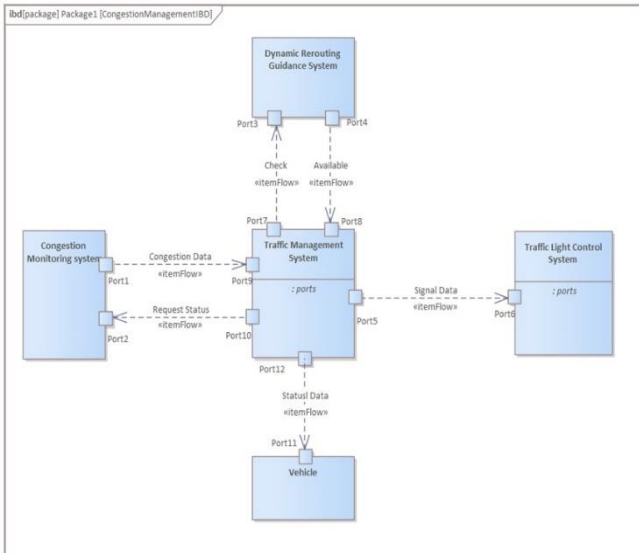 ibd[package] Package1 [CongestionManagementIBD]
Dynamic Rerouting
Guidance System
Port3
Port4
Check
«itemFlow»
Available
«itemFlow»
Port7
Port8
Congestion
Monitoring system
Port1
Port2
Congestion Data
«itemFlow»
Request Status
«itemFlow»
Traffic Management
System
: ports
Port9
Port10
Port5
Port12
Signal Data
«itemFlow»
Traffic Light Control
System
: ports
Port6
Statusl Data
«itemFlow»
Port11
Vehicle